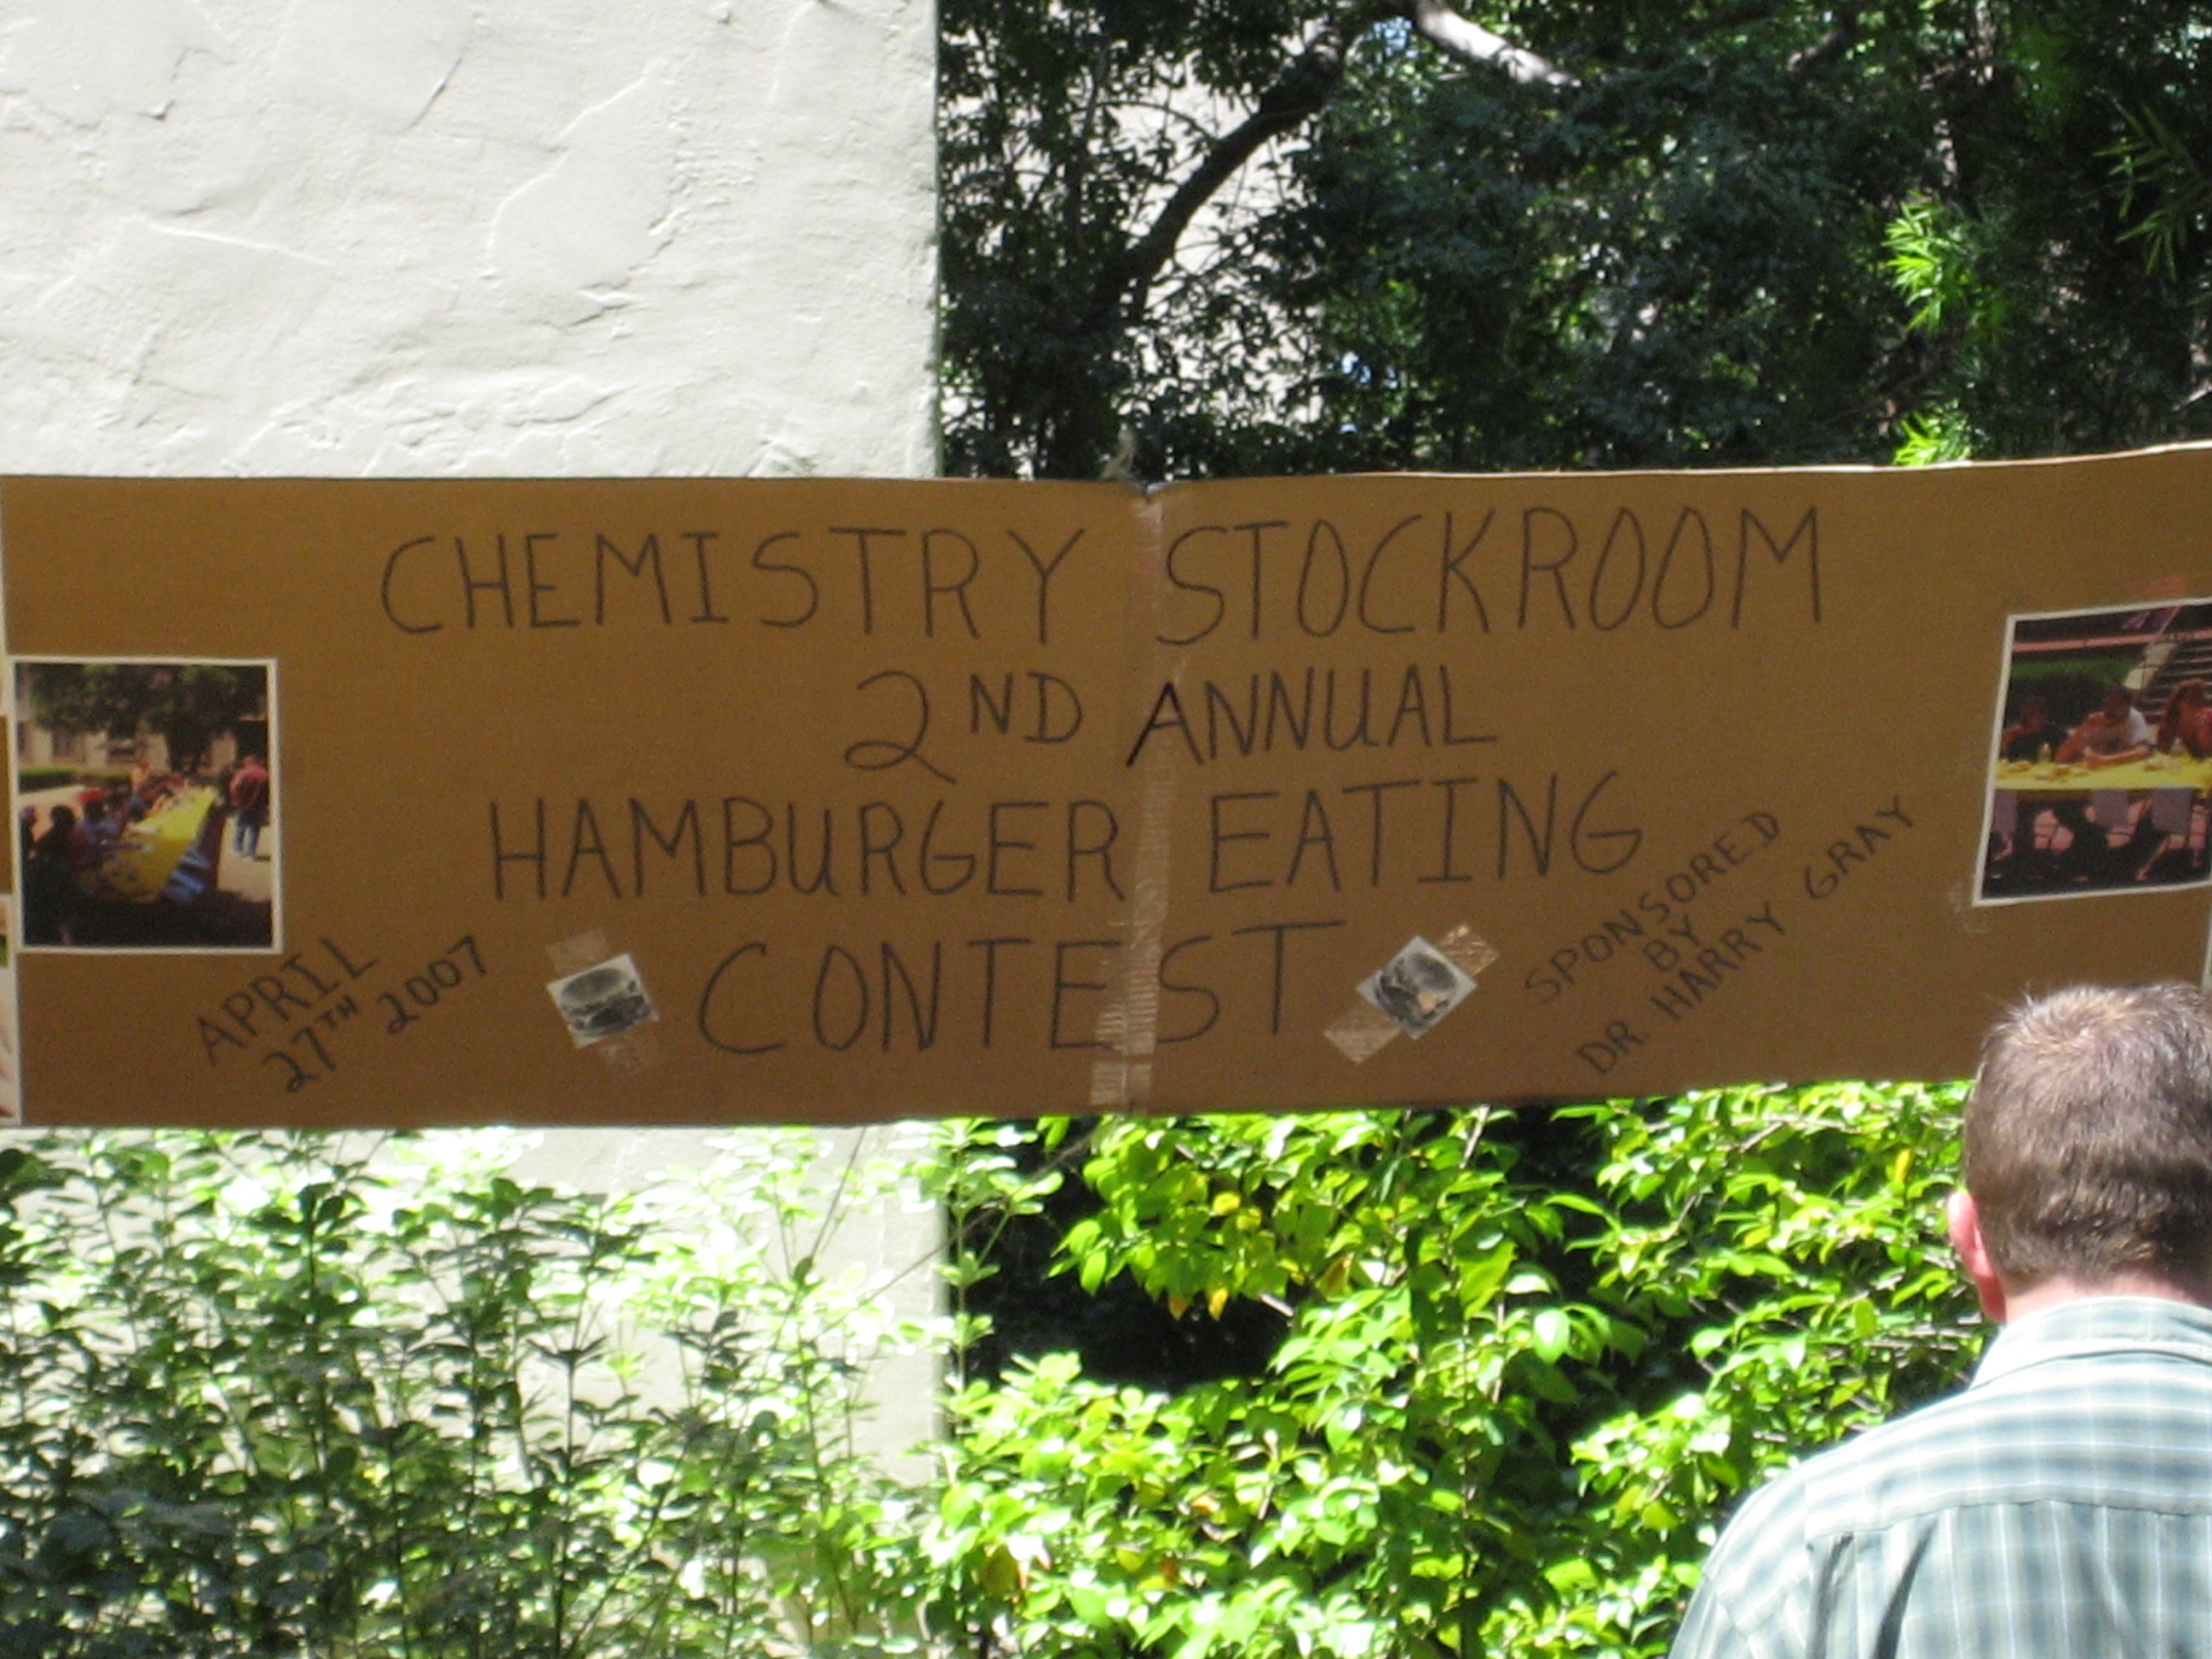 CHEMISTRY STOCKROOM
2ND ANNUAL
HAMBURGER EATING
CONTEST
APRIL
27TH 2007
SPONSORED
BY
DR. HARRY GRAY